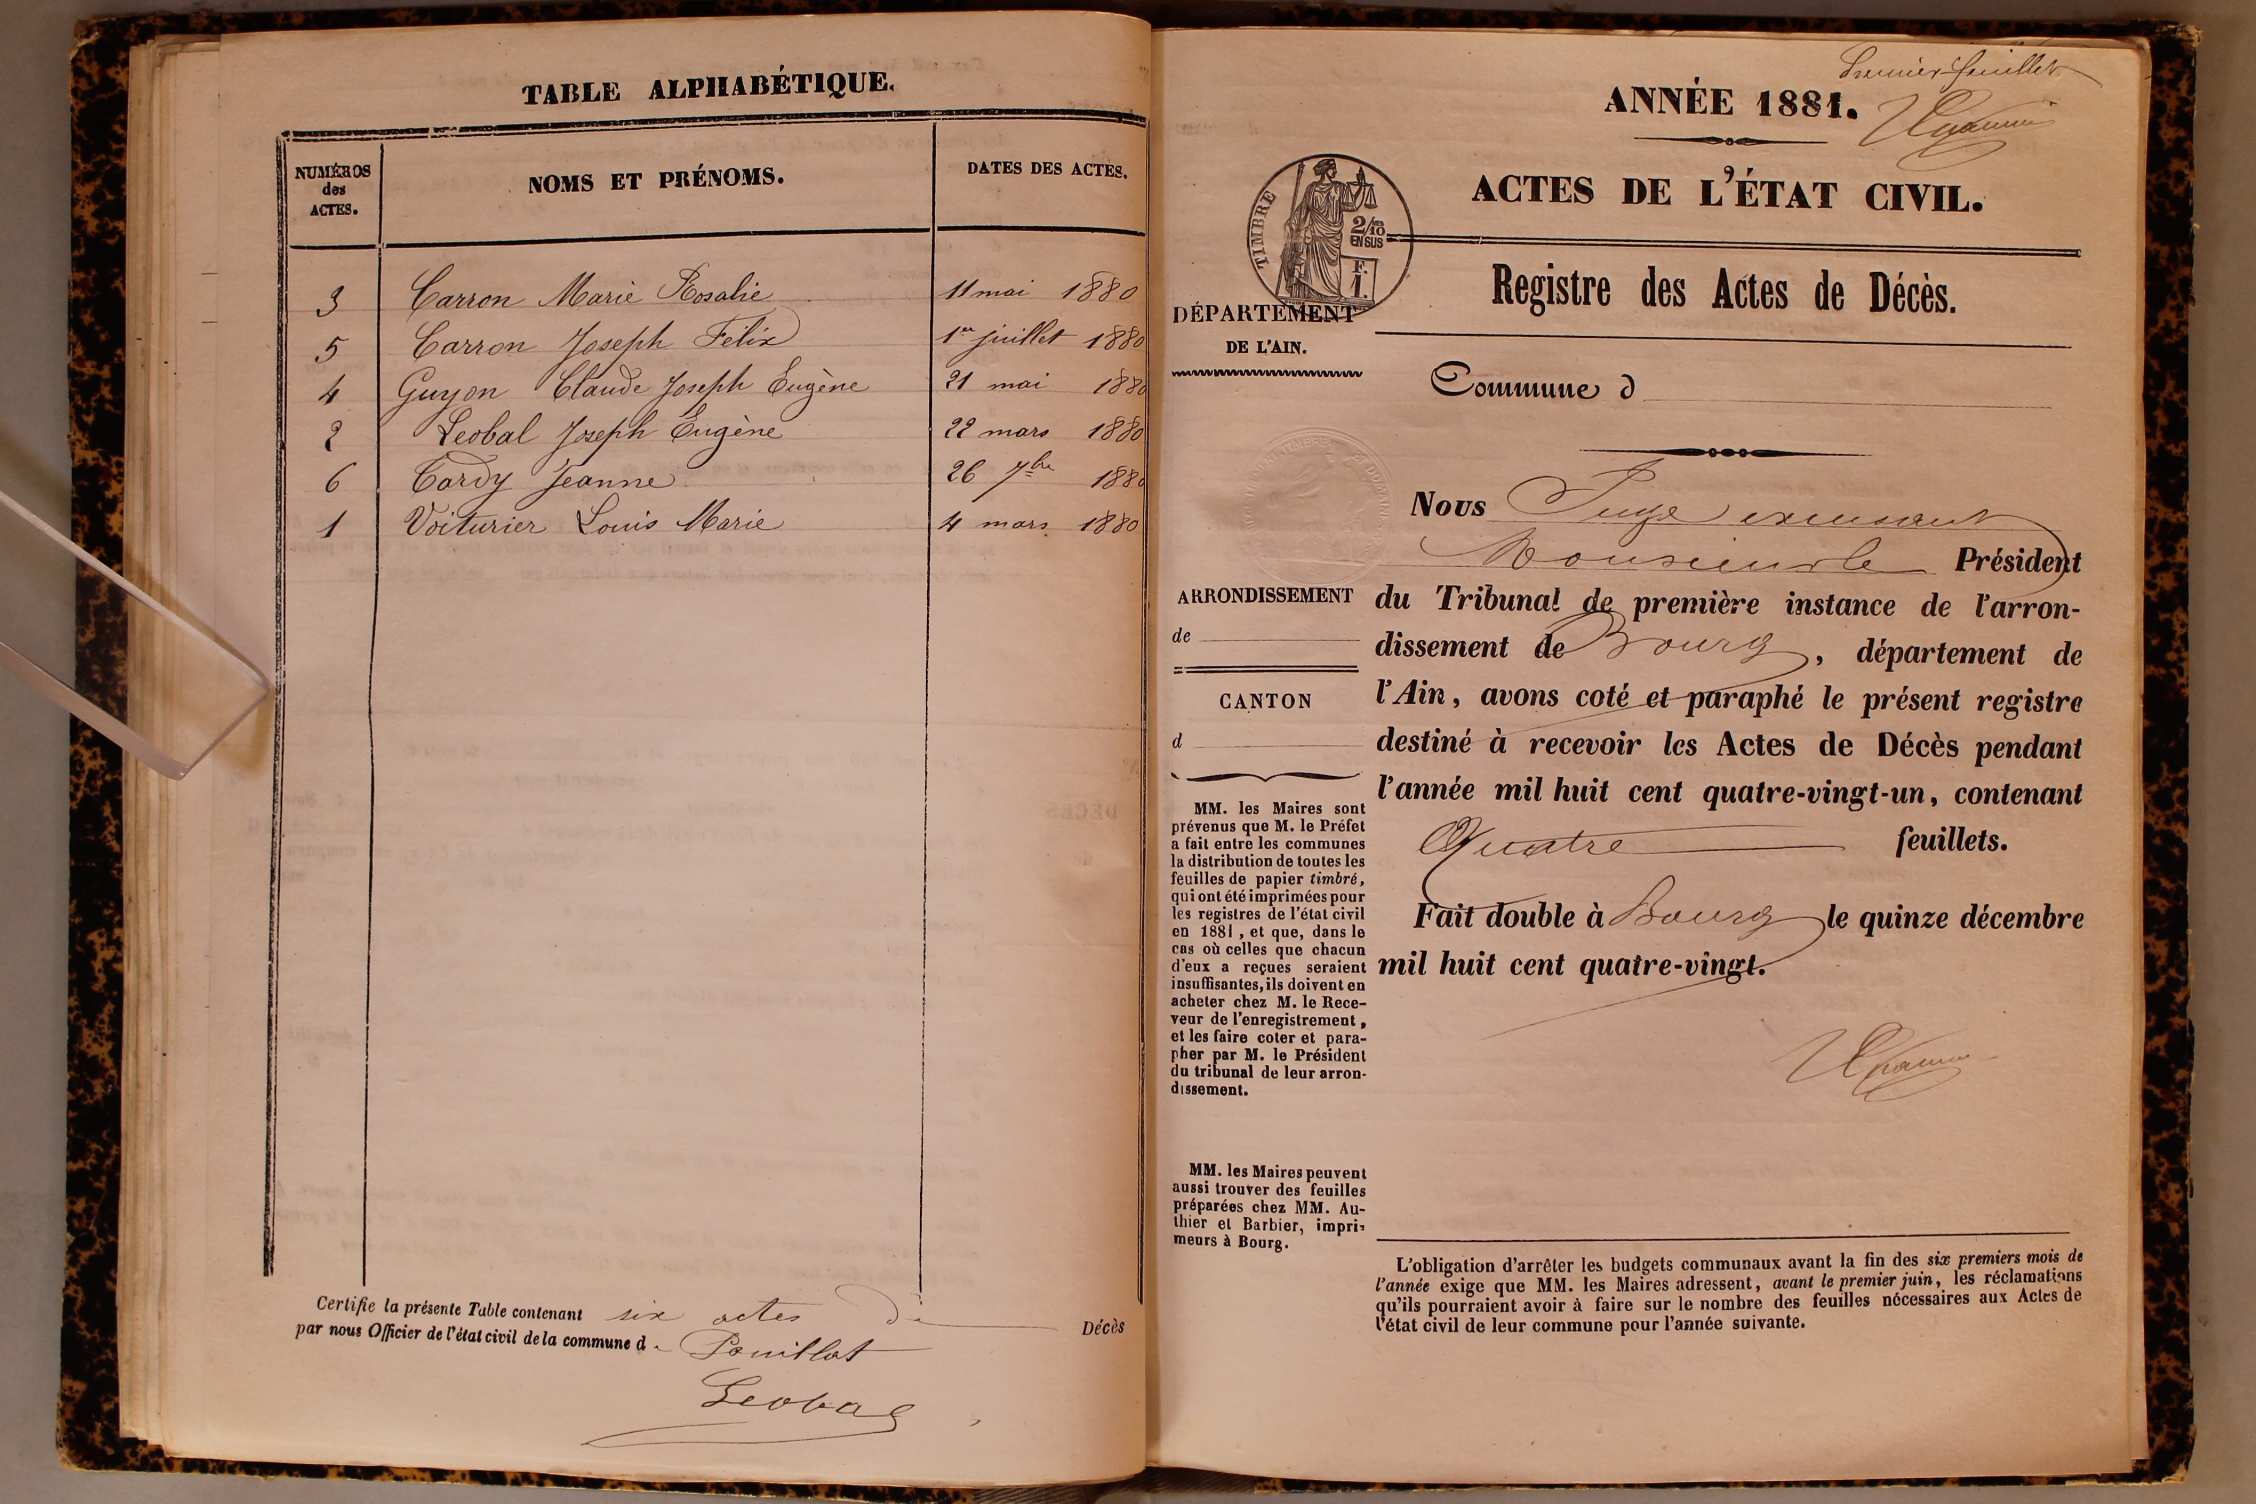 TABLE ALPHABÉTIQUE.
NUMÉROS des ACTES. NOMS ET PRÉNOMS. DATES DES ACTES.
3 Carron Marie Rosalie 11 mai 1880
5 Carron Joseph Félix 1er juillet 1880
4 Guyon Claude Joseph Eugène 21 mai 1880
2 Leobal Joseph Eugène 22 mars 1880
6 Tardy Jeanne 26 7bre 1880
1 Voiturier Louis Marie 4 mars 1880
Certifie la présente Table contenant six actes de Décès
par nous Officier de l'état civil de la commune d. Pouillat
Leobal
Premier feuillet
ANNÉE 1881.
ACTES DE L'ÉTAT CIVIL.
TIMBRE
2/10 EN SUS
F. 1.
Registre des Actes de Décès.
DÉPARTEMENT
DE L'AIN.
Commune d
ARRONDISSEMENT
de
CANTON
d
MM. les Maires sont
prévenus que M. le Préfet
a fait entre les communes
la distribution de toutes les
feuilles de papier timbré,
qui ont été imprimées pour
les registres de l'état civil
en 1881, et que, dans le
cas où celles que chacun
d'eux a reçues seraient
insuffisantes, ils doivent en
acheter chez M. le Rece-
veur de l'enregistrement,
et les faire coter et para-
pher par M. le Président
du tribunal de leur arron-
dissement.
MM. les Maires peuvent
aussi trouver des feuilles
préparées chez MM. Au-
thier et Barbier, impri-
meurs à Bourg.
Nous Juge excusant
Monsieur le Président
du Tribunal de première instance de l'arron-
dissement de Bourg, département de
l'Ain, avons coté et paraphé le présent registre
destiné à recevoir les Actes de Décès pendant
l'année mil huit cent quatre-vingt-un, contenant
Quatre feuillets.
Fait double à Bourg le quinze décembre
mil huit cent quatre-vingt.
L'obligation d'arrêter les budgets communaux avant la fin des six premiers mois de
l'année exige que MM. les Maires adressent, avant le premier juin, les réclamations
qu'ils pourraient avoir à faire sur le nombre des feuilles nécessaires aux Actes de
l'état civil de leur commune pour l'année suivante.